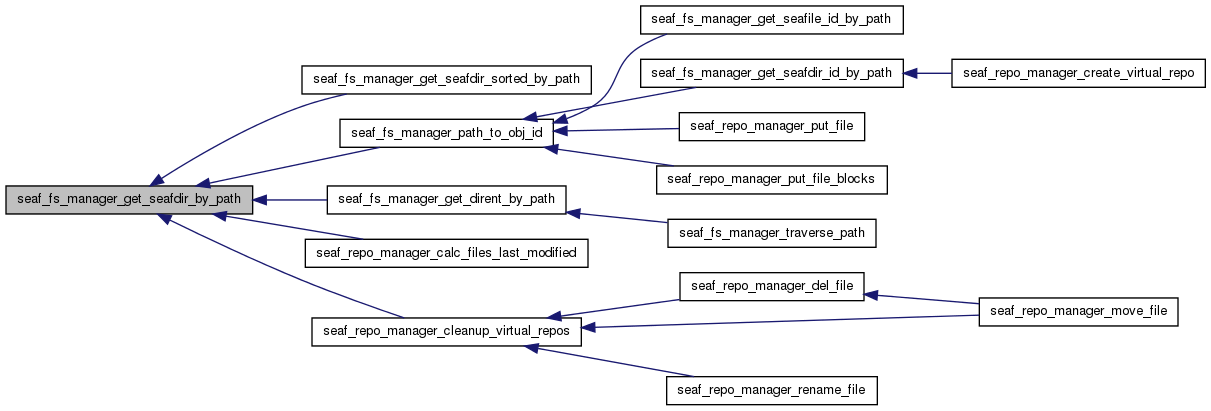 seaf_fs_manager_get_seafile_id_by_path
seaf_fs_manager_get_seafdir_sorted_by_path
seaf_fs_manager_get_seafdir_id_by_path
seaf_repo_manager_create_virtual_repo
seaf_fs_manager_path_to_obj_id
seaf_repo_manager_put_file
seaf_repo_manager_put_file_blocks
seaf_fs_manager_get_seafdir_by_path
seaf_fs_manager_get_dirent_by_path
seaf_fs_manager_traverse_path
seaf_repo_manager_calc_files_last_modified
seaf_repo_manager_del_file
seaf_repo_manager_move_file
seaf_repo_manager_cleanup_virtual_repos
seaf_repo_manager_rename_file